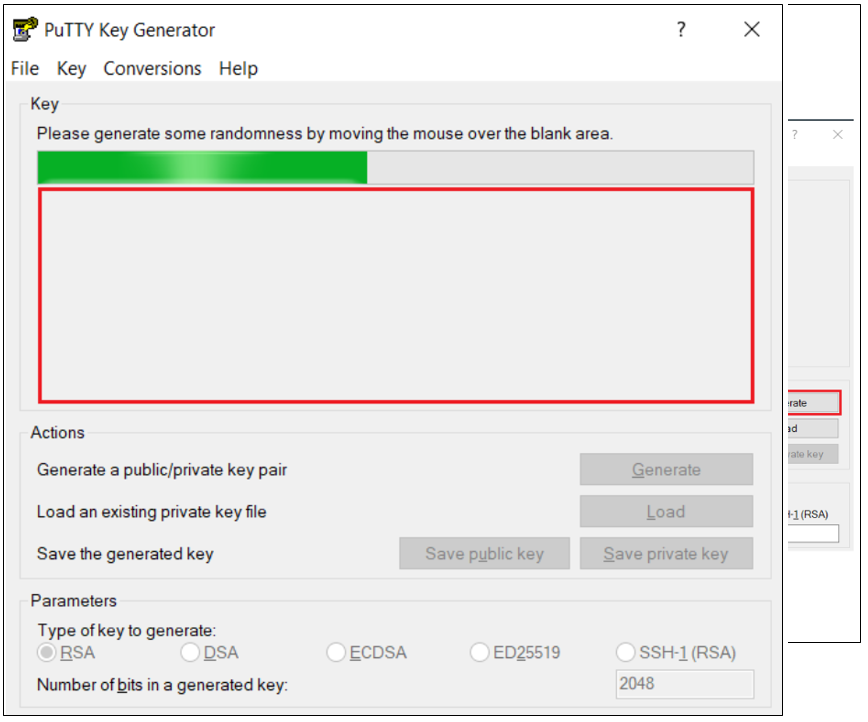 PuTTY Key Generator ? ×
File Key Conversions Help
Key
Please generate some randomness by moving the mouse over the blank area.
Actions
Generate a public/private key pair Generate
Load an existing private key file Load
Save the generated key Save public key Save private key
Parameters
Type of key to generate:
RSA DSA ECDSA ED25519 SSH-1 (RSA)
Number of bits in a generated key: 2048
? ×
erate
ad
rate key
H-1 (RSA)